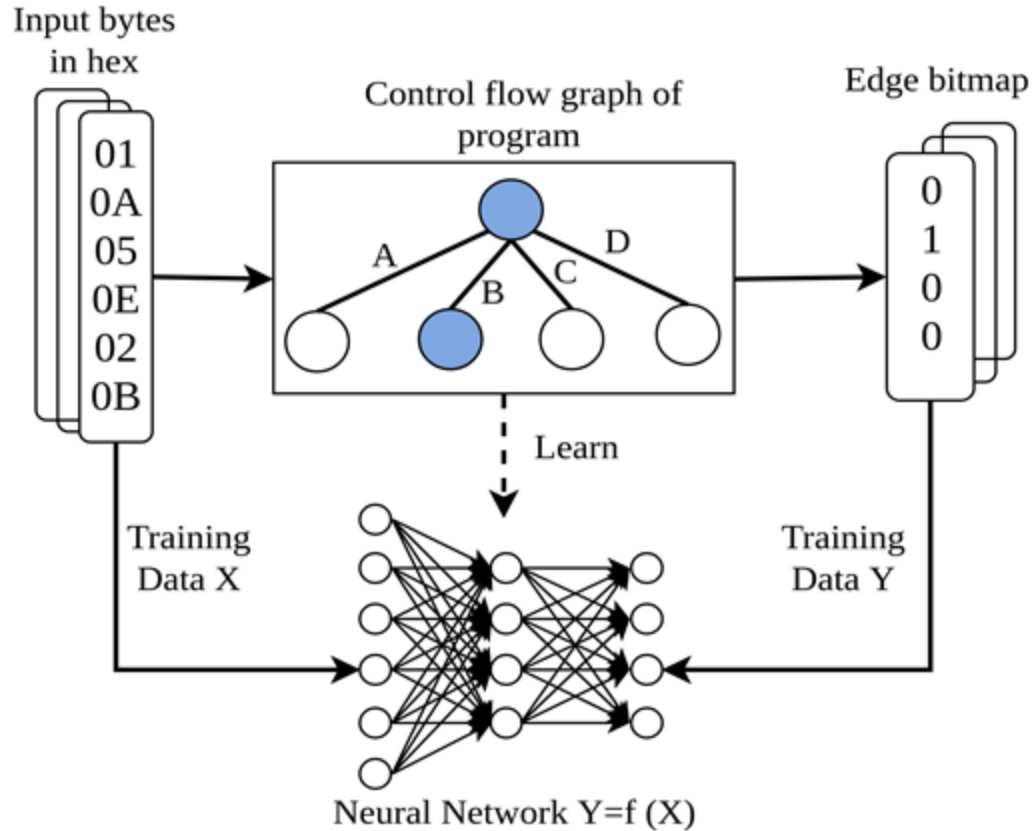 Input bytes
in hex
01
0A
05
0E
02
0B
Control flow graph of
program
A
B
C
D
Edge bitmap
0
1
0
0
Learn
Training
Data X
Training
Data Y
Neural Network Y=f (X)